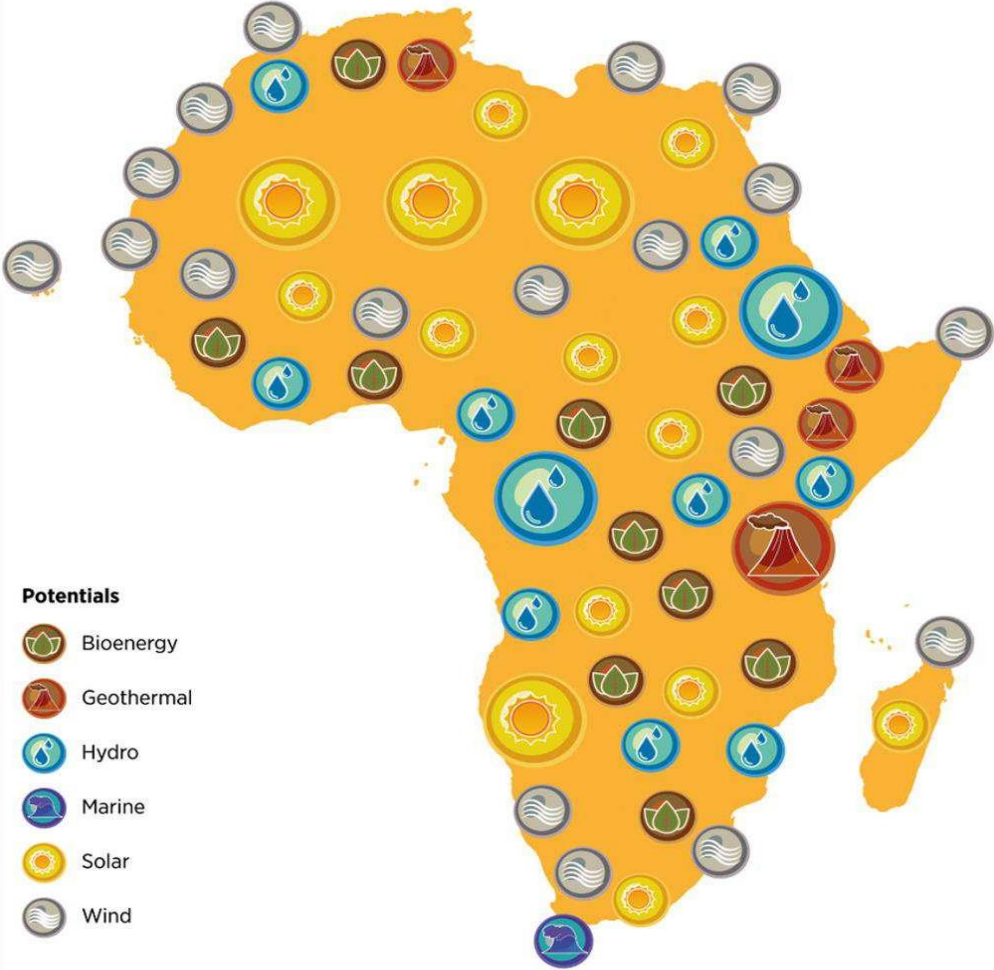 Potentials
Bioenergy
Geothermal
Hydro
Marine
Solar
Wind